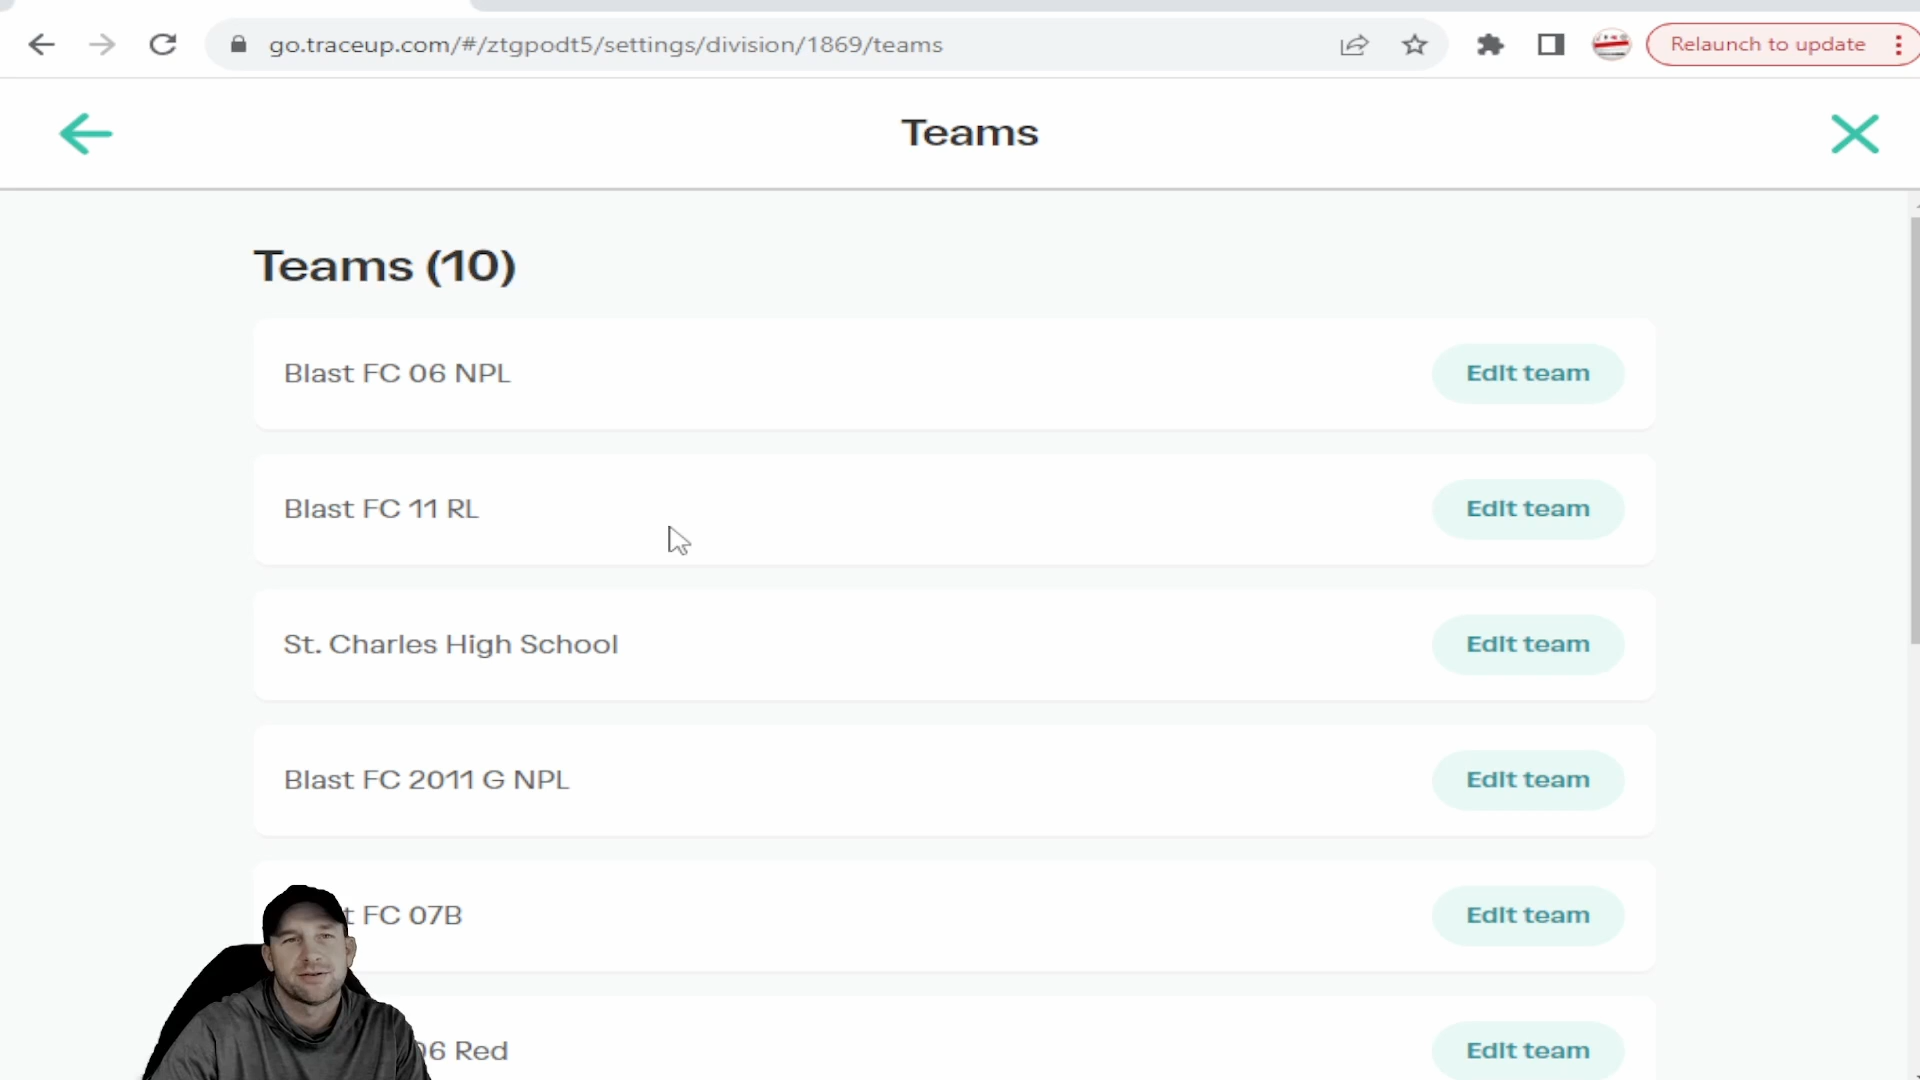 go.traceup.com/#/ztgpodt5/settings/division/1869/teams
Relaunch to update
Teams
Teams (10)
Blast FC 06 NPL
Edit team
Blast FC 11 RL
Edit team
St. Charles High School
Edit team
Blast FC 2011 G NPL
Edit team
t FC 07B
Edit team
06 Red
Edit team